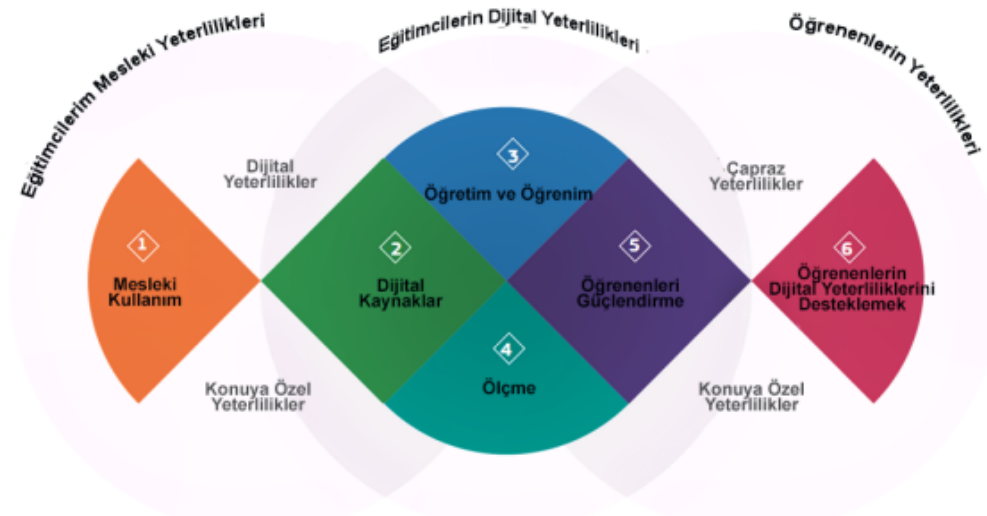 Eğitimcilerim Mesleki Yeterlilikleri
Eğitimcilerin Dijital Yeterlilikleri
Öğrenenlerin Yeterlilikleri
Dijital
Yeterlilikler
Çapraz
Yeterlilikler
1
Mesleki
Kullanım
2
Dijital
Kaynaklar
3
Öğretim ve Öğrenim
4
Ölçme
5
Öğrenenleri
Güçlendirme
6
Öğrenenlerin
Dijital Yeterliliklerini
Desteklemek
Konuya Özel
Yeterlilikler
Konuya Özel
Yeterlilikler